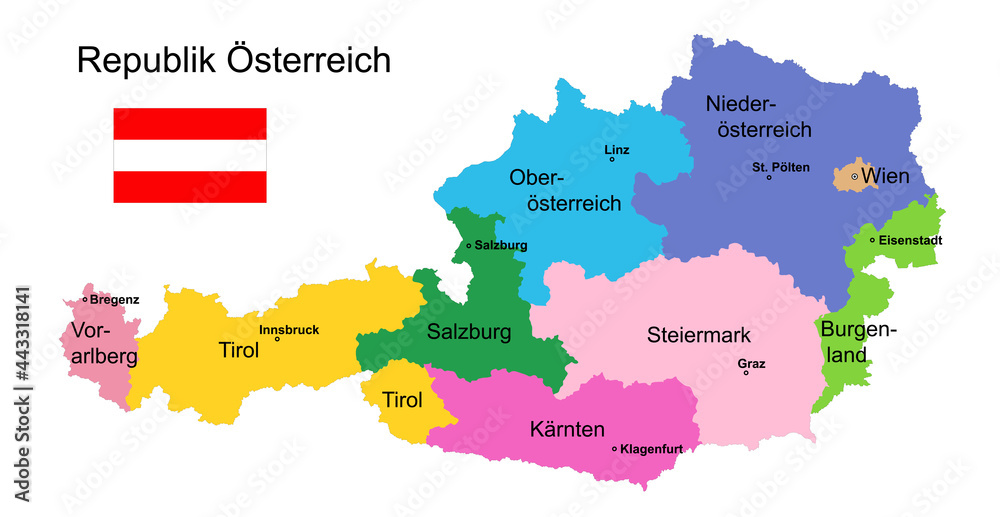 Republik Österreich
Nieder-
österreich
Linz
St. Pölten
Wien
Ober-
österreich
Eisenstadt
Salzburg
Bregenz
Vor-
arlberg
Innsbruck
Tirol
Salzburg
Steiermark
Burgen-
land
Graz
Tirol
Kärnten
Klagenfurt
Adobe Stock | #443318141